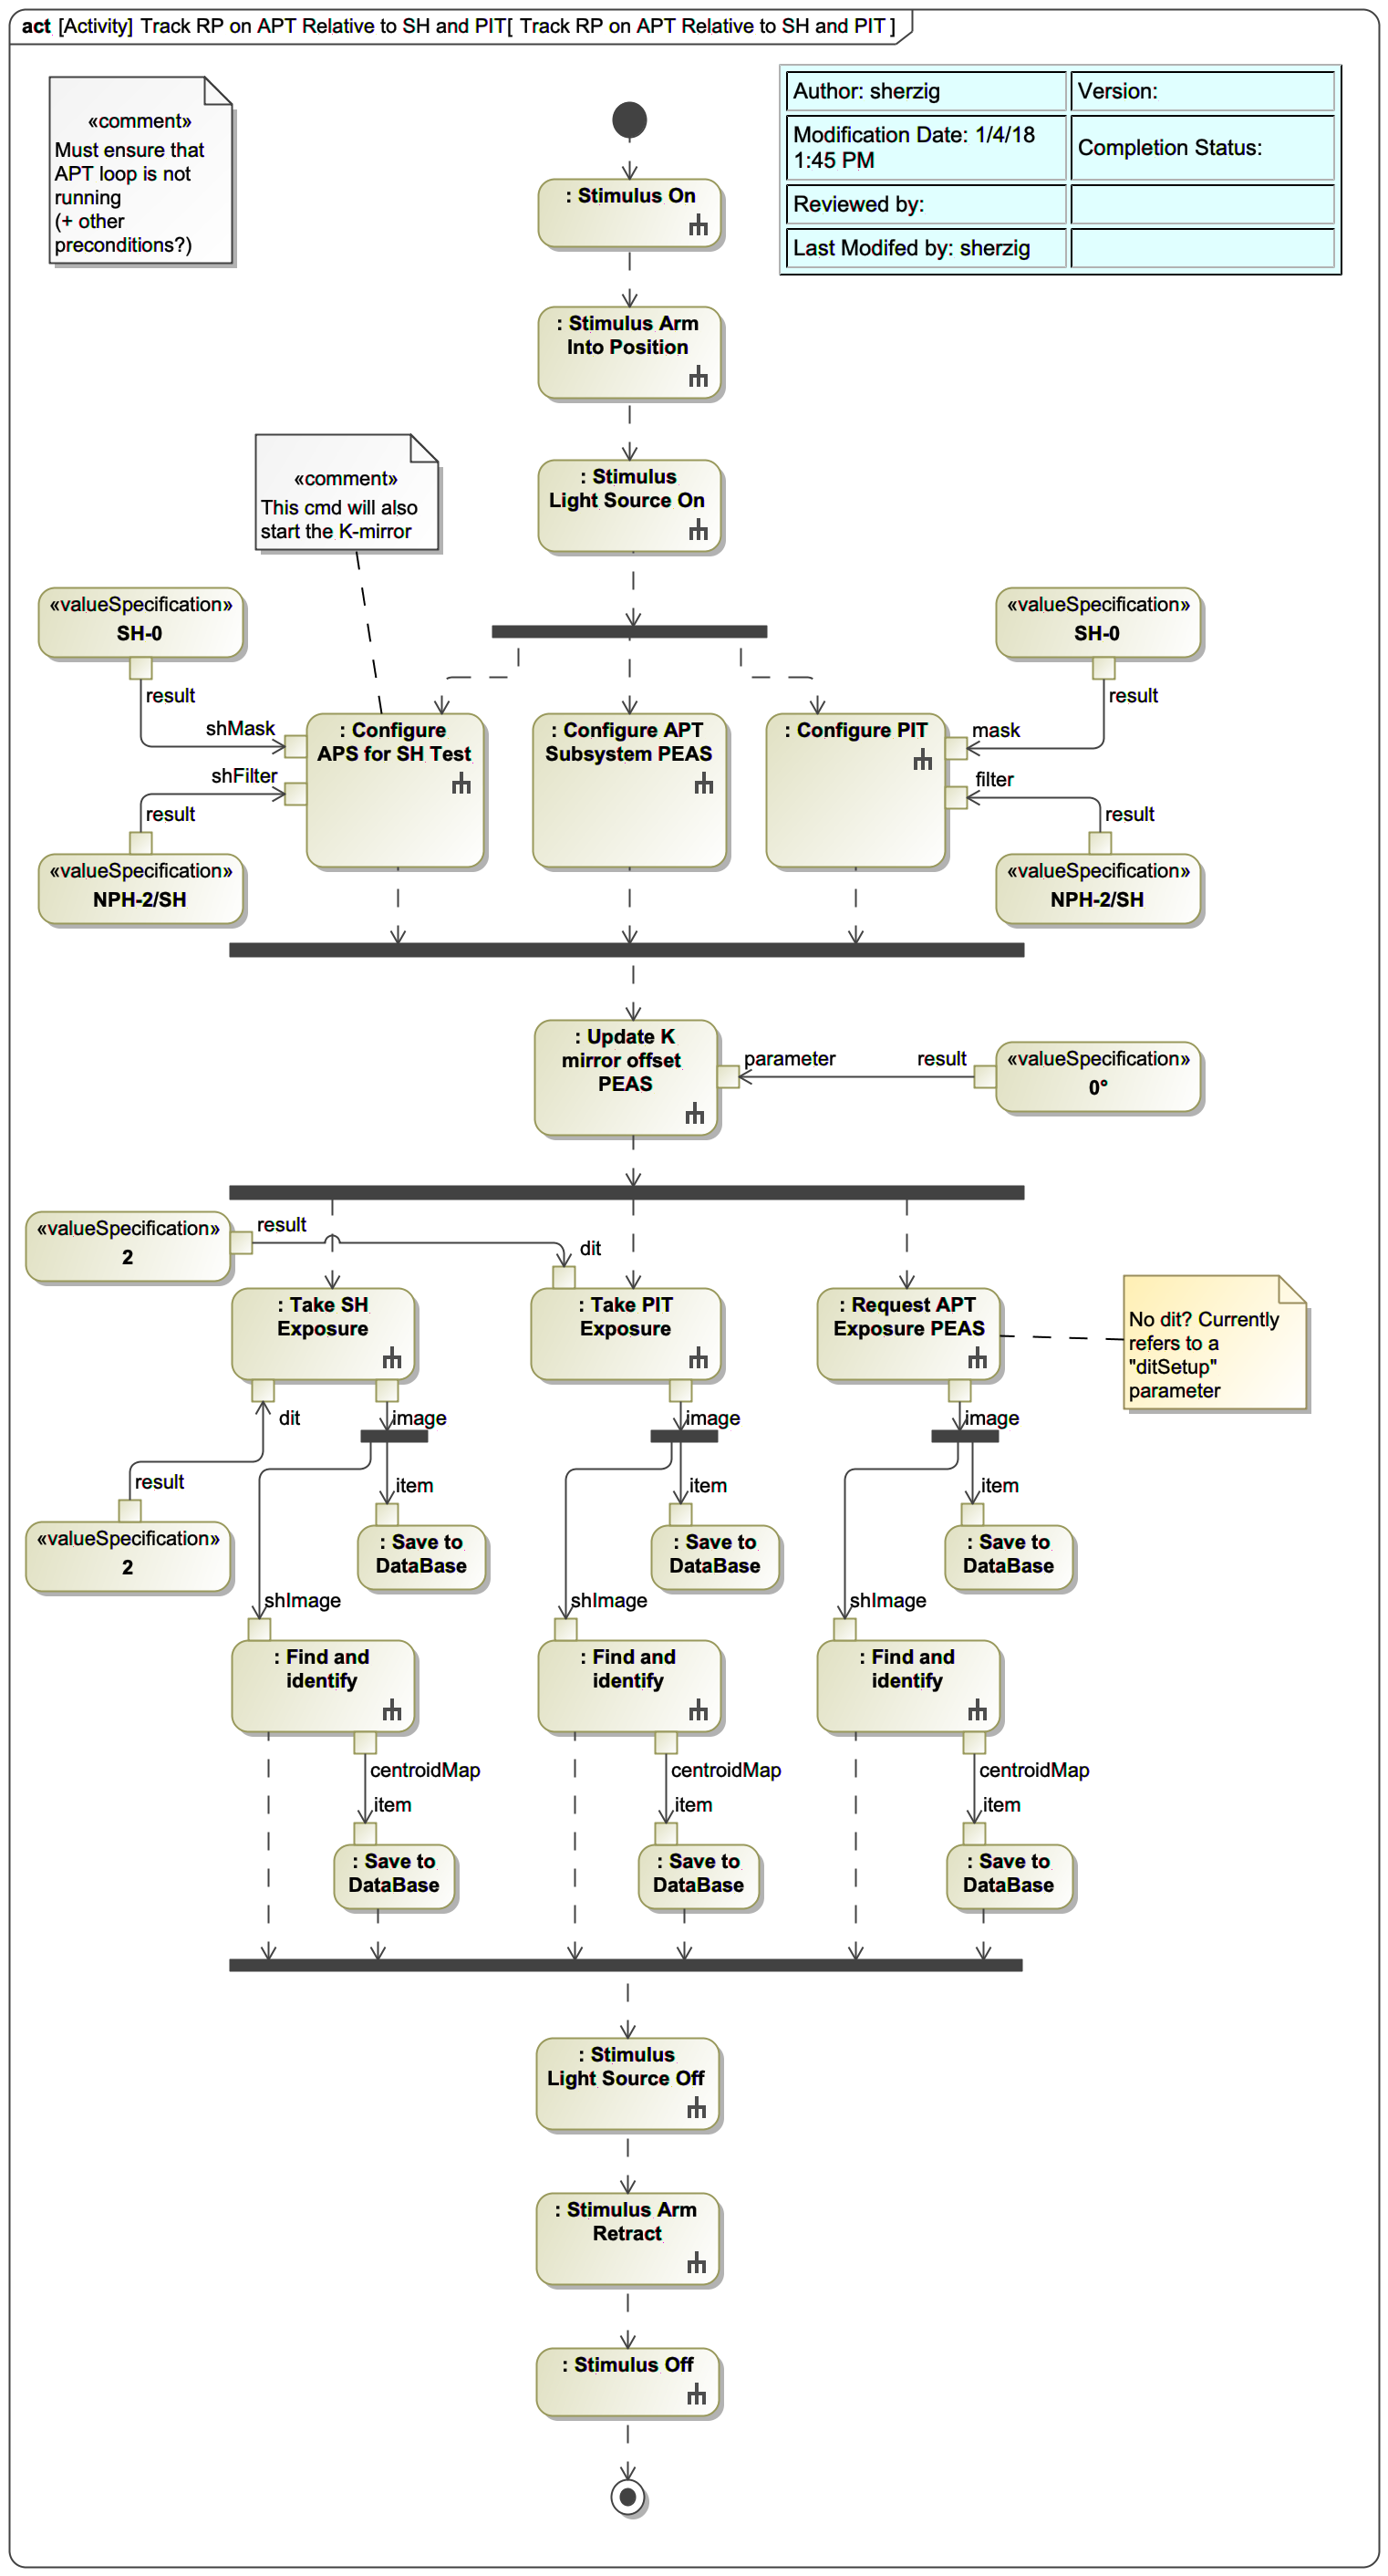 act [Activity] Track RP on APT Relative to SH and PIT[ Track RP on APT Relative to SH and PIT ]
«comment»
Must ensure that
APT loop is not
running
(+ other
preconditions?)
Author: sherzig
Version:
Modification Date: 1/4/18
1:45 PM
Completion Status:
Reviewed by:
Last Modifed by: sherzig
: Stimulus On
: Stimulus Arm
Into Position
«comment»
This cmd will also
start the K-mirror
: Stimulus
Light Source On
«valueSpecification»
SH-0
result
shMask
shFilter
result
«valueSpecification»
NPH-2/SH
: Configure
APS for SH Test
: Configure APT
Subsystem PEAS
: Configure PIT
«valueSpecification»
SH-0
result
mask
filter
result
«valueSpecification»
NPH-2/SH
: Update K
mirror offset
PEAS
parameter
result
«valueSpecification»
0°
«valueSpecification»
2
result
dit
: Take SH
Exposure
: Take PIT
Exposure
: Request APT
Exposure PEAS
No dit? Currently
refers to a
"ditSetup"
parameter
dit
image
image
image
result
«valueSpecification»
2
item
item
item
: Save to
DataBase
: Save to
DataBase
: Save to
DataBase
shImage
shImage
shImage
: Find and
identify
: Find and
identify
: Find and
identify
centroidMap
centroidMap
centroidMap
item
item
item
: Save to
DataBase
: Save to
DataBase
: Save to
DataBase
: Stimulus
Light Source Off
: Stimulus Arm
Retract
: Stimulus Off